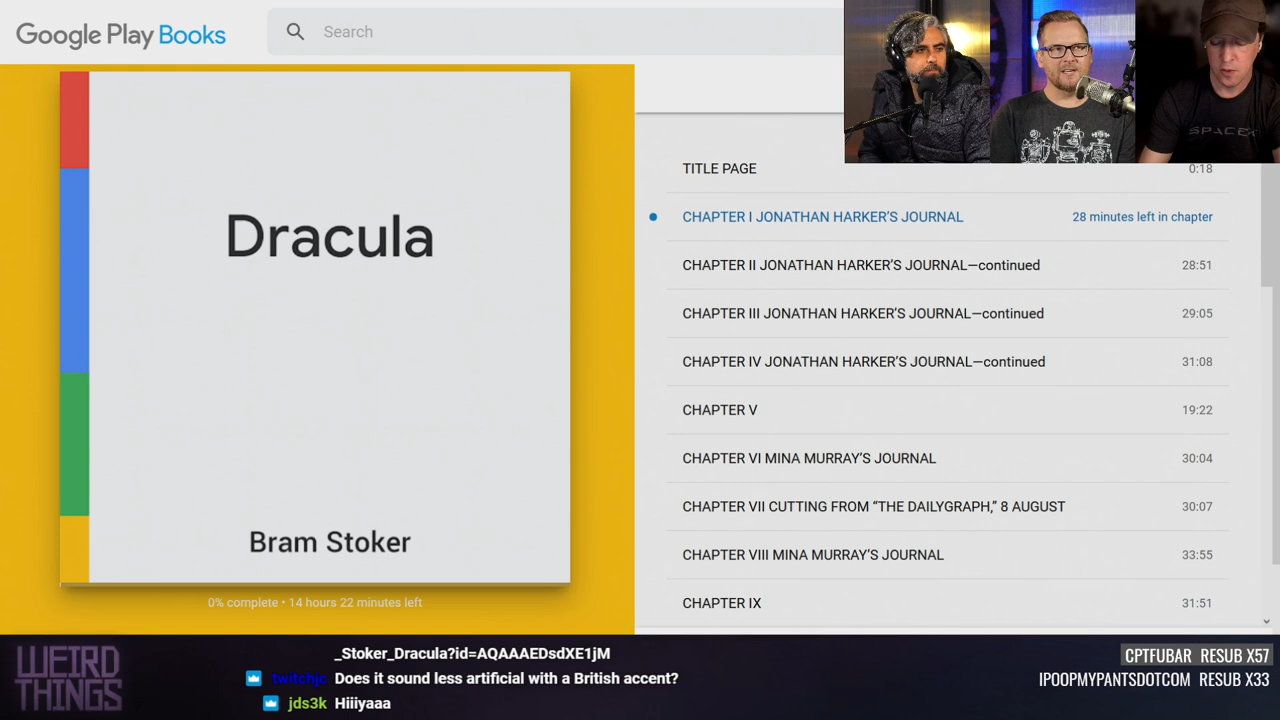 Google Play Books
Search
Dracula
Bram Stoker
0% complete • 14 hours 22 minutes left
TITLE PAGE 0:18
CHAPTER I JONATHAN HARKER’S JOURNAL 28 minutes left in chapter
CHAPTER II JONATHAN HARKER’S JOURNAL—continued 28:51
CHAPTER III JONATHAN HARKER’S JOURNAL—continued 29:05
CHAPTER IV JONATHAN HARKER’S JOURNAL—continued 31:08
CHAPTER V 19:22
CHAPTER VI MINA MURRAY’S JOURNAL 30:04
CHAPTER VII CUTTING FROM “THE DAILYGRAPH,” 8 AUGUST 30:07
CHAPTER VIII MINA MURRAY’S JOURNAL 33:55
CHAPTER IX 31:51
SPACEX
WEIRD
THINGS
_Stoker_Dracula?id=AQAAAEDsdXE1jM
twitchjc Does it sound less artificial with a British accent?
jds3k Hiiiyaaa
CPTFUBAR RESUB X57
IPOOPMYPANTSDOTCOM RESUB X33